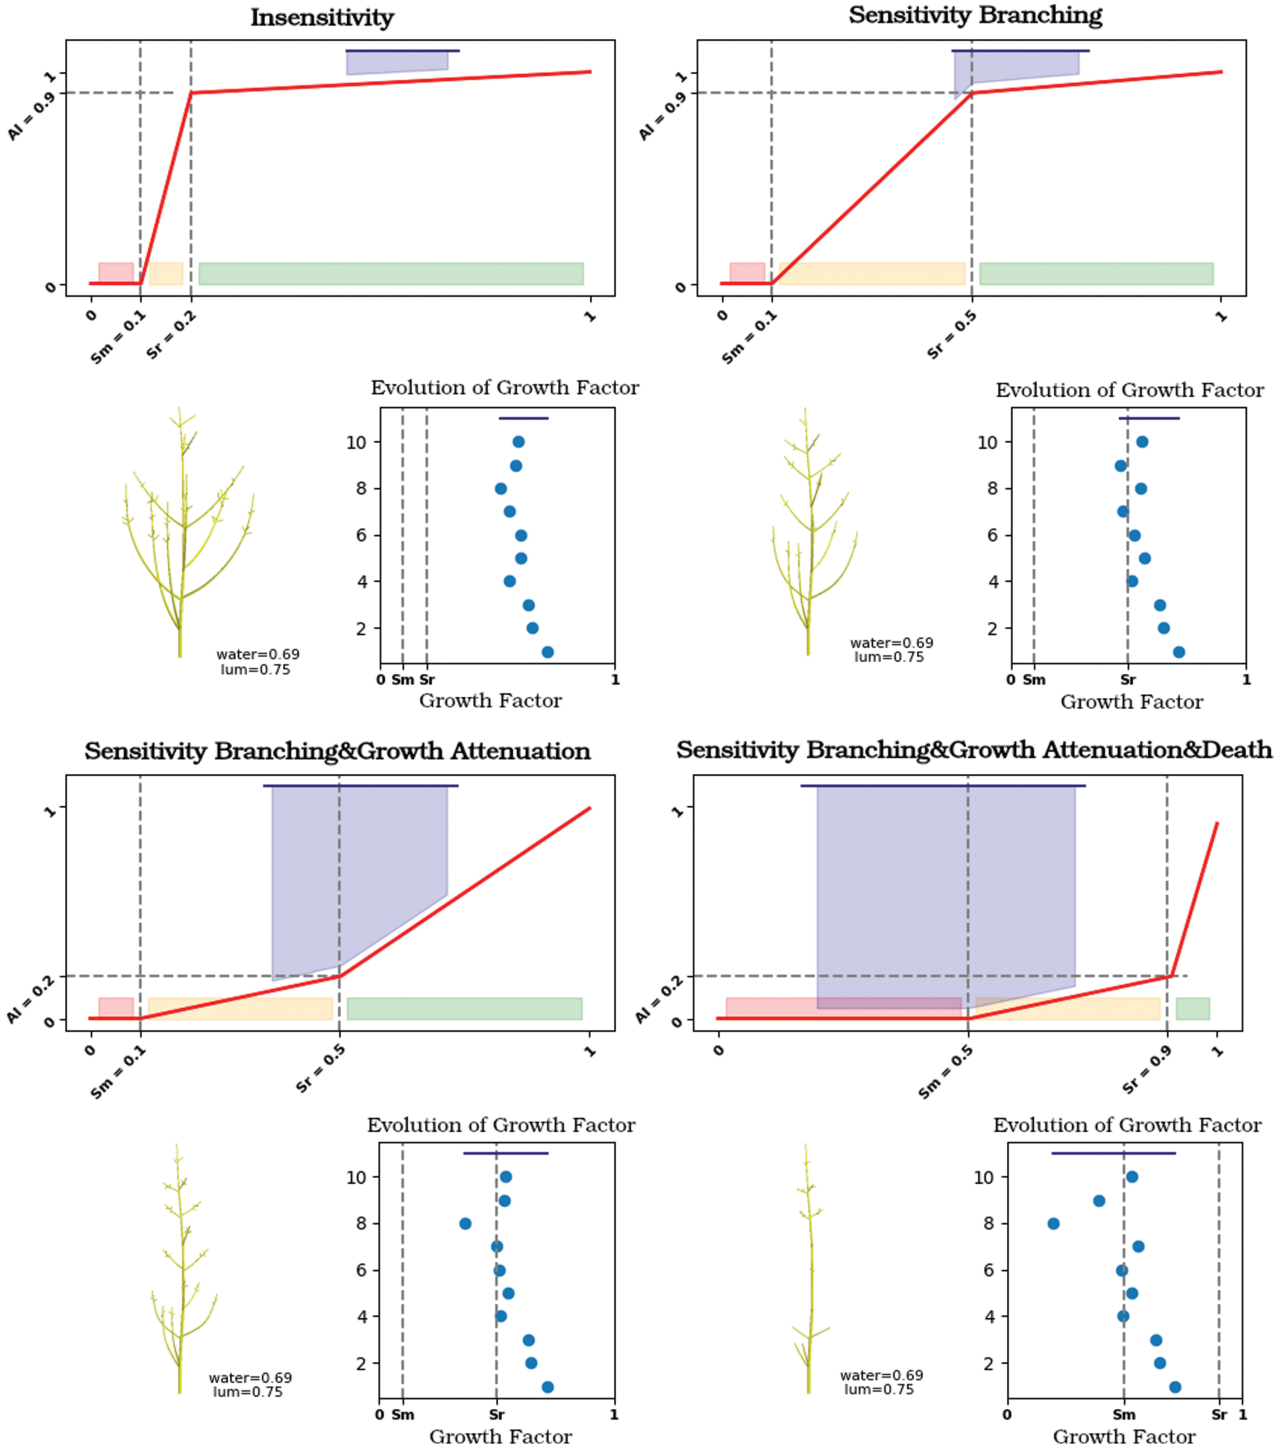 Insensitivity
1
AI = 0.9
0
0
Sm = 0.1
Sr = 0.2
1
Sensitivity Branching
1
AI = 0.9
0
0
Sm = 0.1
Sr = 0.5
1
water=0.69
lum=0.75
Evolution of Growth Factor
10
8
6
4
2
0 Sm Sr 1
Growth Factor
water=0.69
lum=0.75
Evolution of Growth Factor
10
8
6
4
2
0 Sm Sr 1
Growth Factor
Sensitivity Branching&Growth Attenuation
1
AI = 0.2
0
0
Sm = 0.1
Sr = 0.5
1
Sensitivity Branching&Growth Attenuation&Death
1
AI = 0.2
0
0
Sm = 0.5
Sr = 0.9
1
water=0.69
lum=0.75
Evolution of Growth Factor
10
8
6
4
2
0 Sm Sr 1
Growth Factor
water=0.69
lum=0.75
Evolution of Growth Factor
10
8
6
4
2
0 Sm Sr 1
Growth Factor